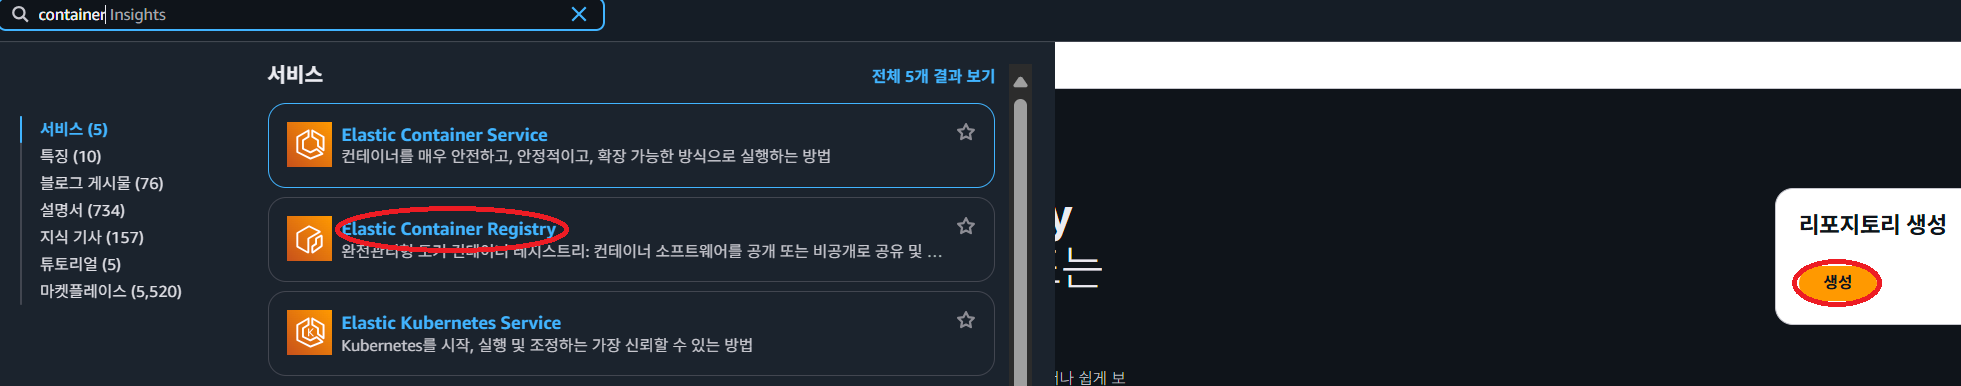 container Insights
서비스
전체 5개 결과 보기
서비스 (5)
특징 (10)
블로그 게시물 (76)
설명서 (734)
지식 기사 (157)
튜토리얼 (5)
마켓플레이스 (5,520)
Elastic Container Service
컨테이너를 매우 안전하고, 안정적이고, 확장 가능한 방식으로 실행하는 방법
Elastic Container Registry
완전관리형 도커 컨테이너 레지스트리: 컨테이너 소프트웨어를 공개 또는 비공개로 공유 및 ...
Elastic Kubernetes Service
Kubernetes를 시작, 실행 및 조정하는 가장 신뢰할 수 있는 방법
y
는
나 쉽게 보
리포지토리 생성
생성